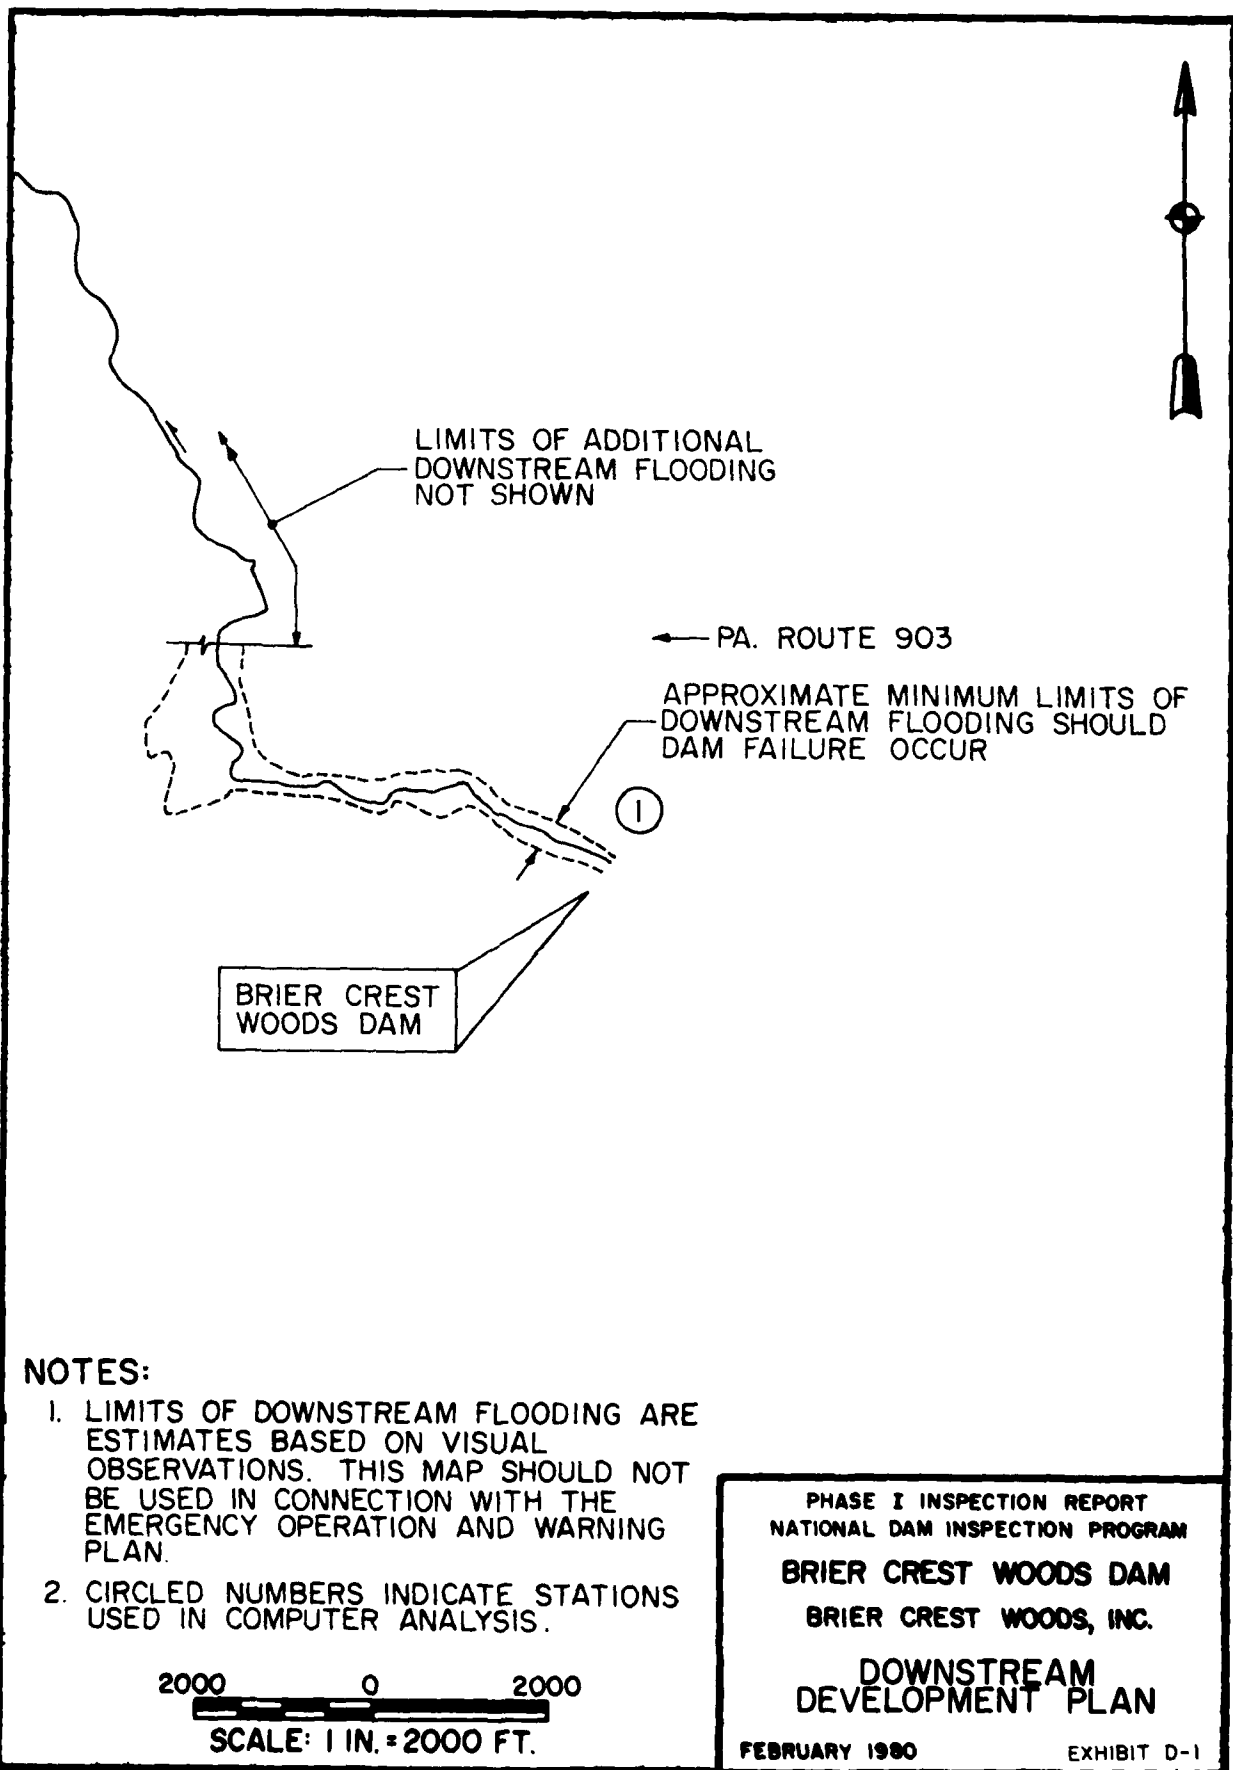 LIMITS OF ADDITIONAL
DOWNSTREAM FLOODING
NOT SHOWN
PA. ROUTE 903
APPROXIMATE MINIMUM LIMITS OF
DOWNSTREAM FLOODING SHOULD
DAM FAILURE OCCUR
1
BRIER CREST
WOODS DAM
NOTES:
1. LIMITS OF DOWNSTREAM FLOODING ARE
ESTIMATES BASED ON VISUAL
OBSERVATIONS. THIS MAP SHOULD NOT
BE USED IN CONNECTION WITH THE
EMERGENCY OPERATION AND WARNING
PLAN.
2. CIRCLED NUMBERS INDICATE STATIONS
USED IN COMPUTER ANALYSIS.
2000 0 2000
SCALE: 1 IN. = 2000 FT.
PHASE I INSPECTION REPORT
NATIONAL DAM INSPECTION PROGRAM
BRIER CREST WOODS DAM
BRIER CREST WOODS, INC.
DOWNSTREAM
DEVELOPMENT PLAN
FEBRUARY 1980 EXHIBIT D-1